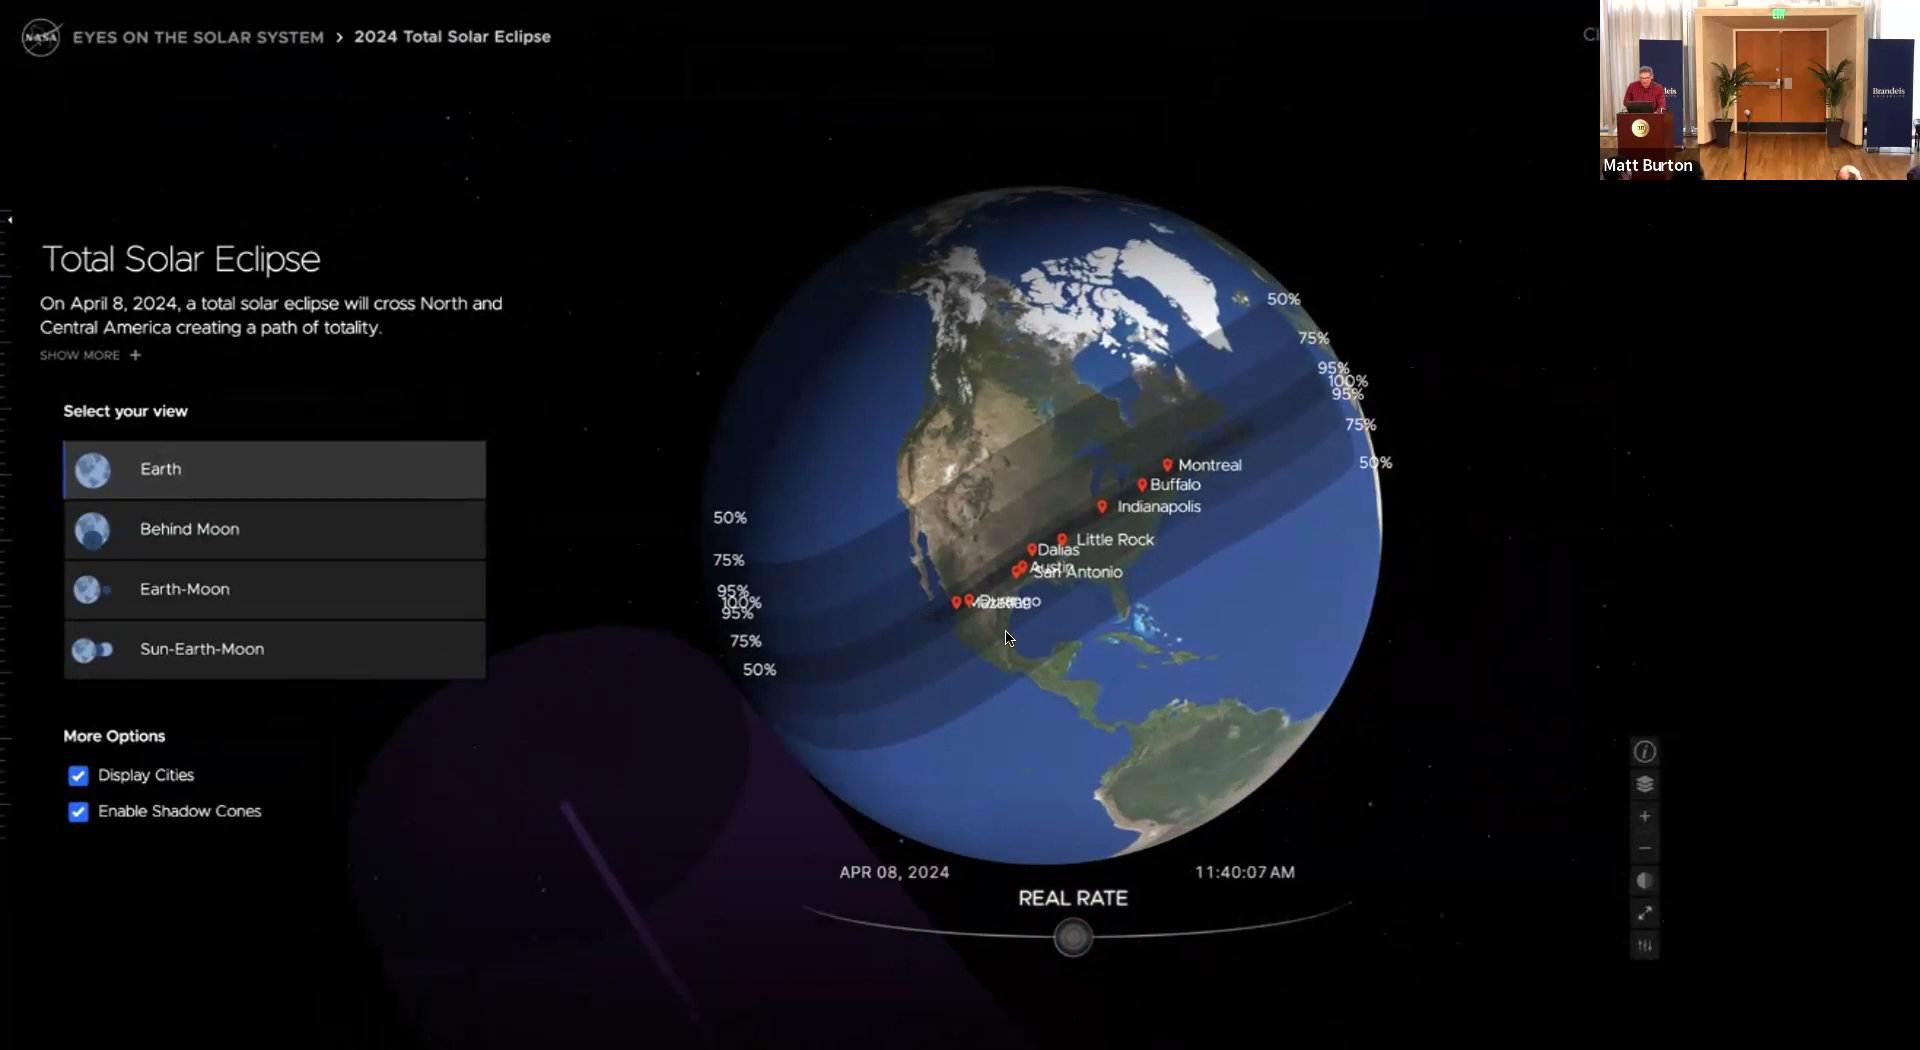 NASA
EYES ON THE SOLAR SYSTEM > 2024 Total Solar Eclipse
Brandeis
Matt Burton
Total Solar Eclipse
On April 8, 2024, a total solar eclipse will cross North and
Central America creating a path of totality.
SHOW MORE +
Select your view
Earth
Behind Moon
Earth-Moon
Sun-Earth-Moon
More Options
Display Cities
Enable Shadow Cones
50%
75%
95%
100%
95%
75%
50%
Montreal
Buffalo
Indianapolis
Little Rock
Dallas
Austin
San Antonio
Durango
50%
75%
95%
100%
95%
75%
50%
APR 08, 2024
11:40:07 AM
REAL RATE